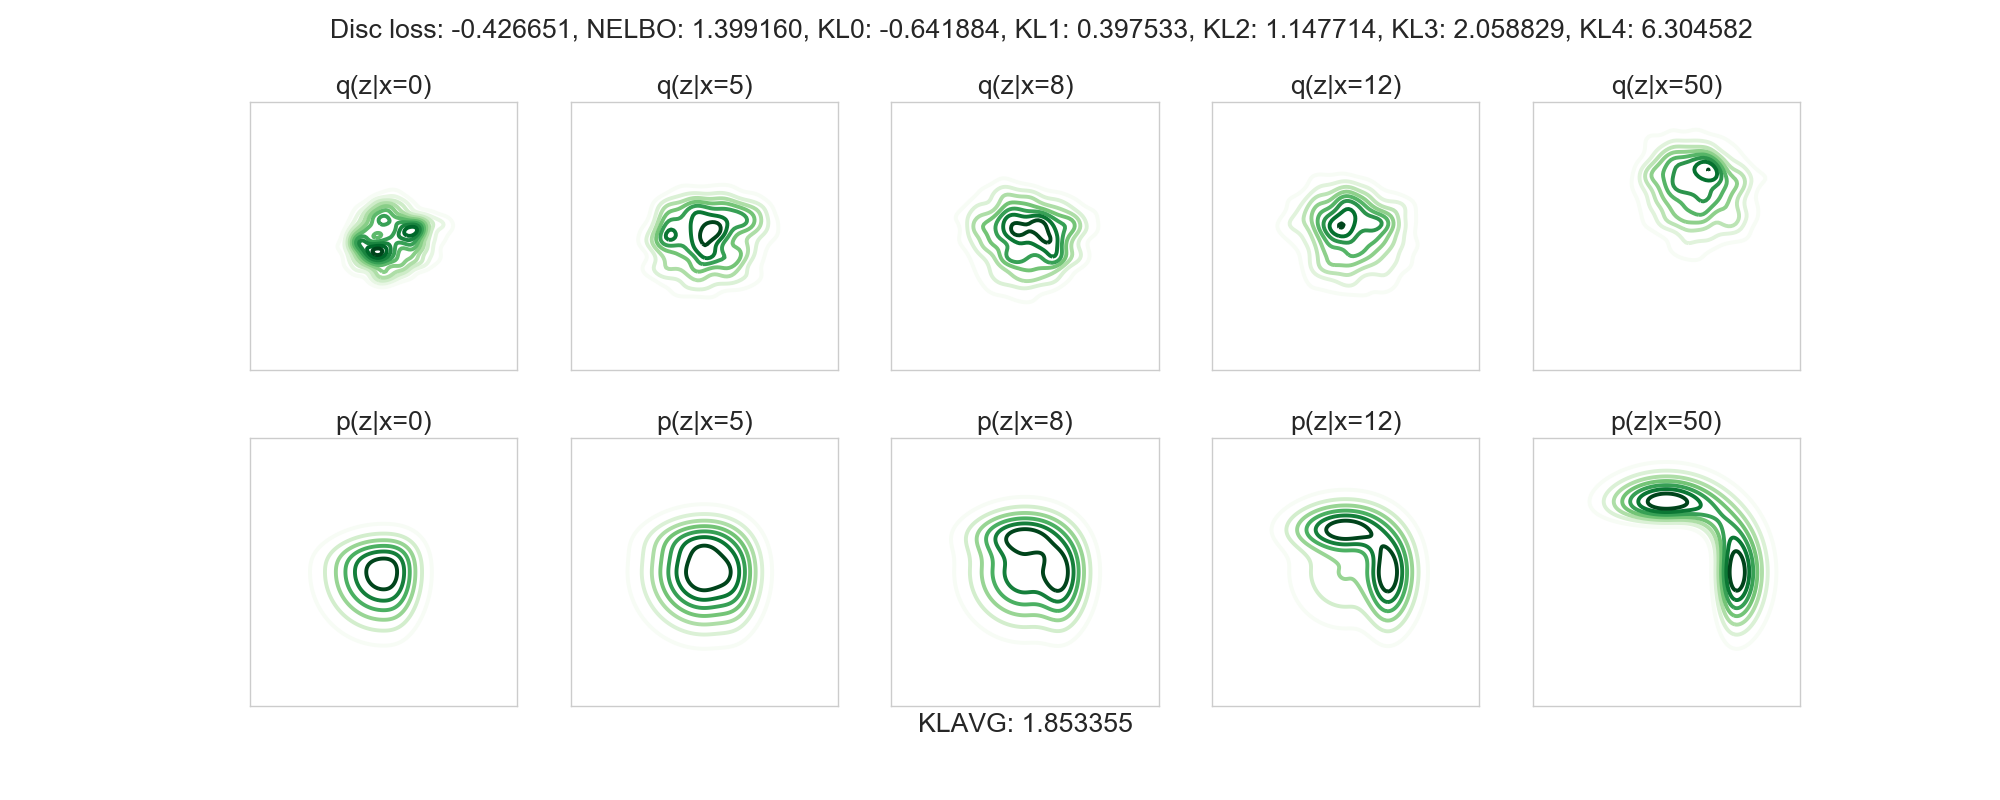 Disc loss: -0.426651, NELBO: 1.399160, KL0: -0.641884, KL1: 0.397533, KL2: 1.147714, KL3: 2.058829, KL4: 6.304582
q(z|x=0) q(z|x=5) q(z|x=8) q(z|x=12) q(z|x=50)
p(z|x=0) p(z|x=5) p(z|x=8) p(z|x=12) p(z|x=50)
KLAVG: 1.853355